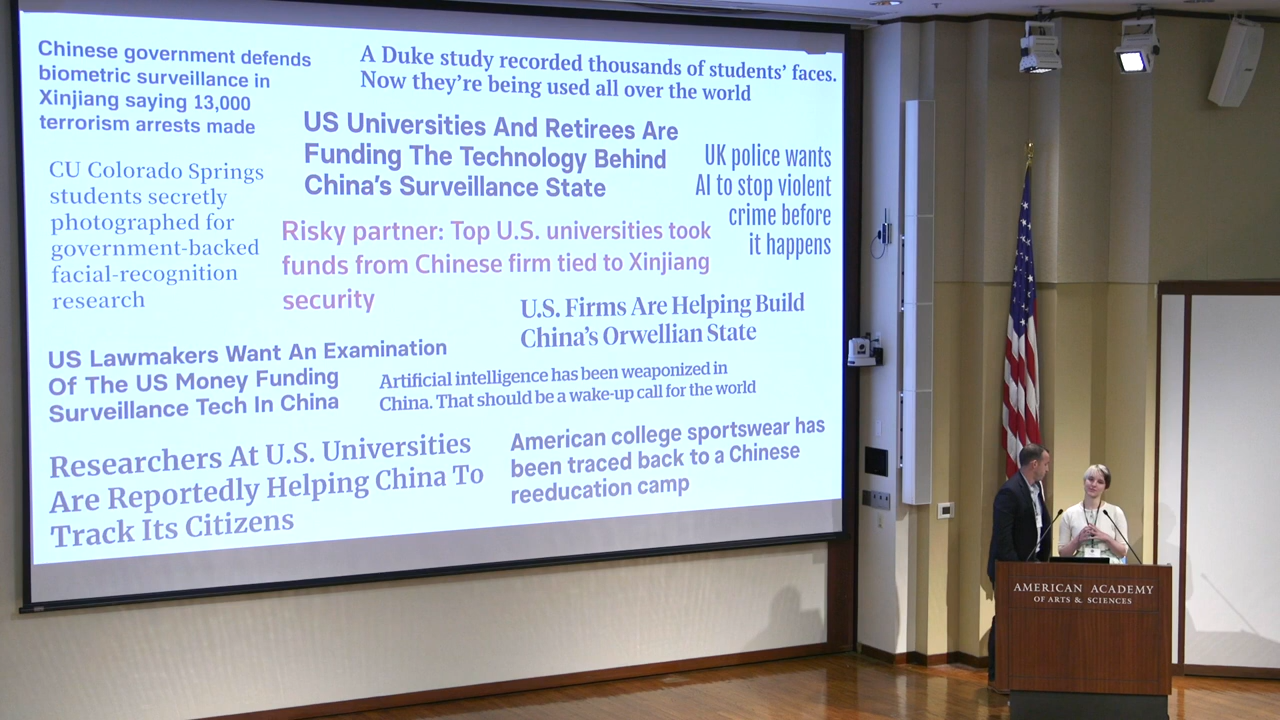 Chinese government defends
biometric surveillance in
Xinjiang saying 13,000
terrorism arrests made
A Duke study recorded thousands of students' faces.
Now they're being used all over the world
US Universities And Retirees Are
Funding The Technology Behind
China's Surveillance State
UK police wants
AI to stop violent
crime before
it happens
CU Colorado Springs
students secretly
photographed for
government-backed
facial-recognition
research
Risky partner: Top U.S. universities took
funds from Chinese firm tied to Xinjiang
security
U.S. Firms Are Helping Build
China's Orwellian State
US Lawmakers Want An Examination
Of The US Money Funding
Surveillance Tech In China
Artificial intelligence has been weaponized in
China. That should be a wake-up call for the world
Researchers At U.S. Universities
Are Reportedly Helping China To
Track Its Citizens
American college sportswear has
been traced back to a Chinese
reeducation camp
AMERICAN ACADEMY
OF ARTS & SCIENCES